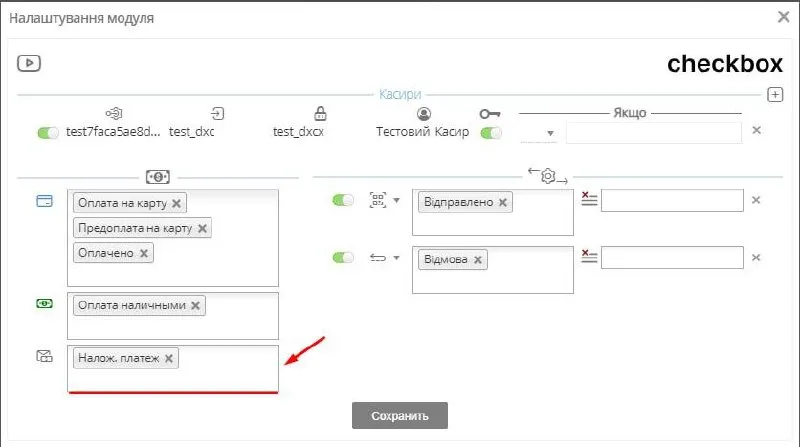 Налаштування модуля
checkbox
Касири
Якщо
test7faca5ae8d... test_dxc test_dxcx Тестовий Касир
Оплата на карту
Предоплата на карту
Оплачено
Оплата наличными
Налож. платеж
Відправлено
Відмова
Сохранить